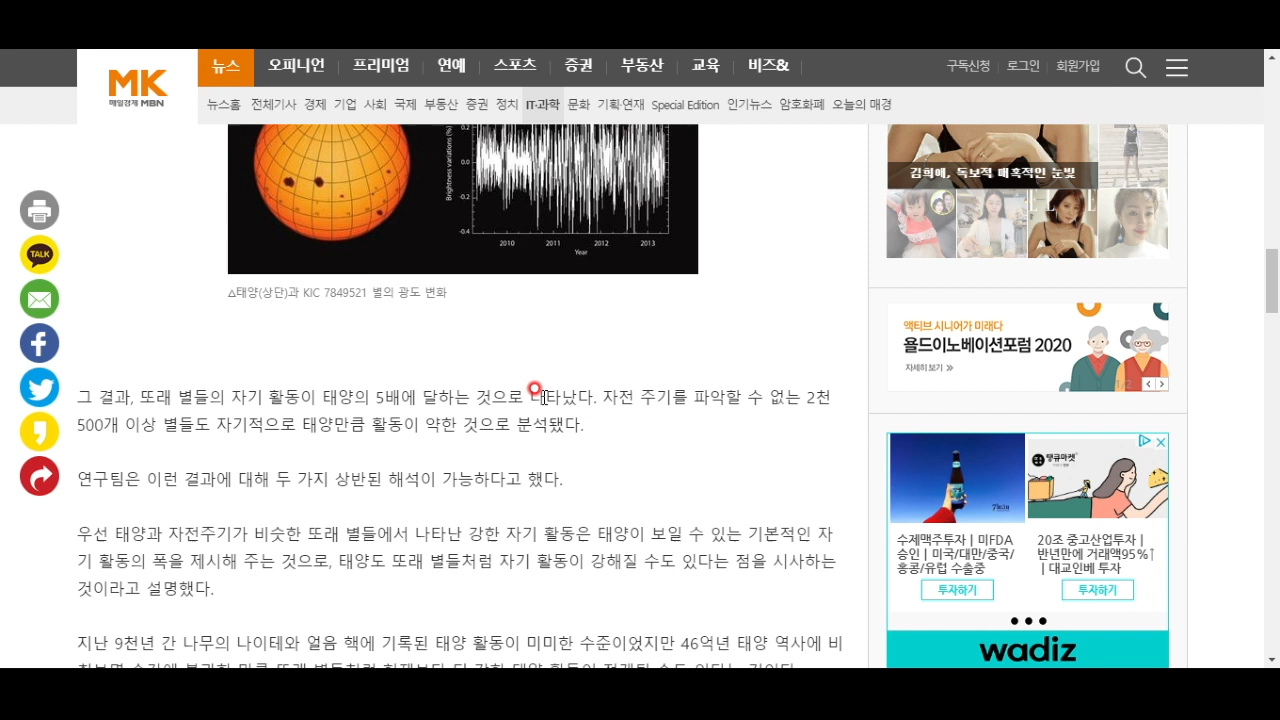 MK
매일경제 MBN
뉴스 오피니언 프리미엄 연예 스포츠 증권 부동산 교육 비즈&
구독신청 로그인 회원가입
뉴스홈 전체기사 경제 기업 사회 국제 부동산 증권 정치 IT·과학 문화 기획·연재 Special Edition 인기뉴스 암호화폐 오늘의 매경
Brightness variations (%)
0.2
0.0
-0.2
-0.4
2010 2011 2012 2013
Year
△태양(상단)과 KIC 7849521 별의 광도 변화
TALK
그 결과, 또래 별들의 자기 활동이 태양의 5배에 달하는 것으로 나타났다. 자전 주기를 파악할 수 없는 2천
500개 이상 별들도 자기적으로 태양만큼 활동이 약한 것으로 분석됐다.
연구팀은 이런 결과에 대해 두 가지 상반된 해석이 가능하다고 했다.
우선 태양과 자전주기가 비슷한 또래 별들에서 나타난 강한 자기 활동은 태양이 보일 수 있는 기본적인 자
기 활동의 폭을 제시해 주는 것으로, 태양도 또래 별들처럼 자기 활동이 강해질 수도 있다는 점을 시사하는
것이라고 설명했다.
지난 9천년 간 나무의 나이테와 얼음 핵에 기록된 태양 활동이 미미한 수준이었지만 46억년 태양 역사에 비
김희애, 독보적 매혹적인 눈빛
액티브 시니어가 미래다
욜드이노베이션포럼 2020
자세히 보기
1/2
7bräu
땡큐마켓
수제맥주투자 | 미FDA
승인 | 미국/대만/중국/
홍콩/유럽 수출중
투자하기
20조 중고산업투자 |
반년만에 거래액95%↑
| 대교인베 투자
투자하기
wadiz